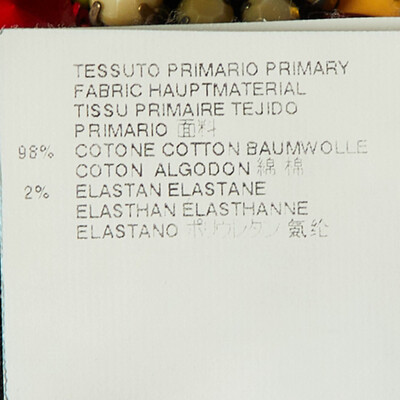 TESSUTO PRIMARIO PRIMARY
FABRIC HAUPTMATERIAL
TISSU PRIMAIRE TEJIDO
PRIMARIO 面料
98% COTONE COTTON BAUMWOLLE
COTON ALGODON 綿 棉
2% ELASTAN ELASTANE
ELASTHAN ELASTHANNE
ELASTANO ポリウレタン 氨纶